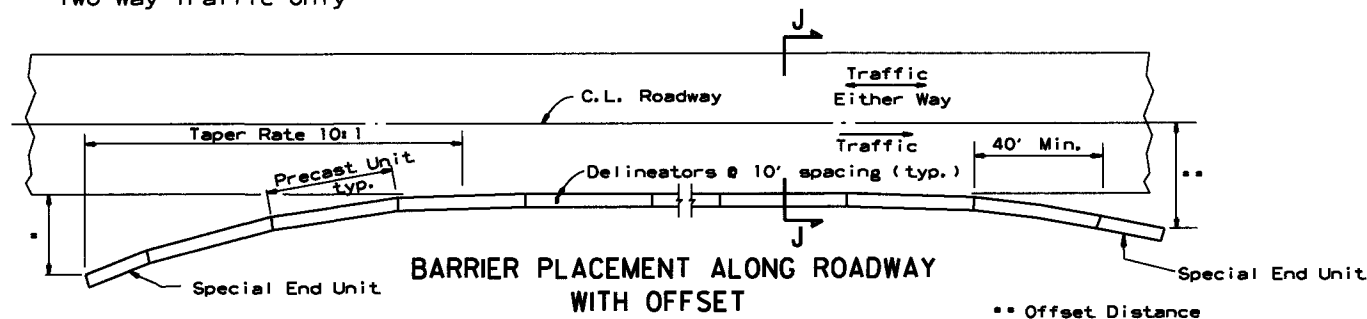 Two Way Traffic Only
J
Traffic
Either Way
C.L. Roadway
Taper Rate 10:1
Traffic
40' Min.
Precast Unit
typ.
Delineators @ 10' spacing (typ.)
**
*
J
BARRIER PLACEMENT ALONG ROADWAY
WITH OFFSET
Special End Unit
Special End Unit
** Offset Distance